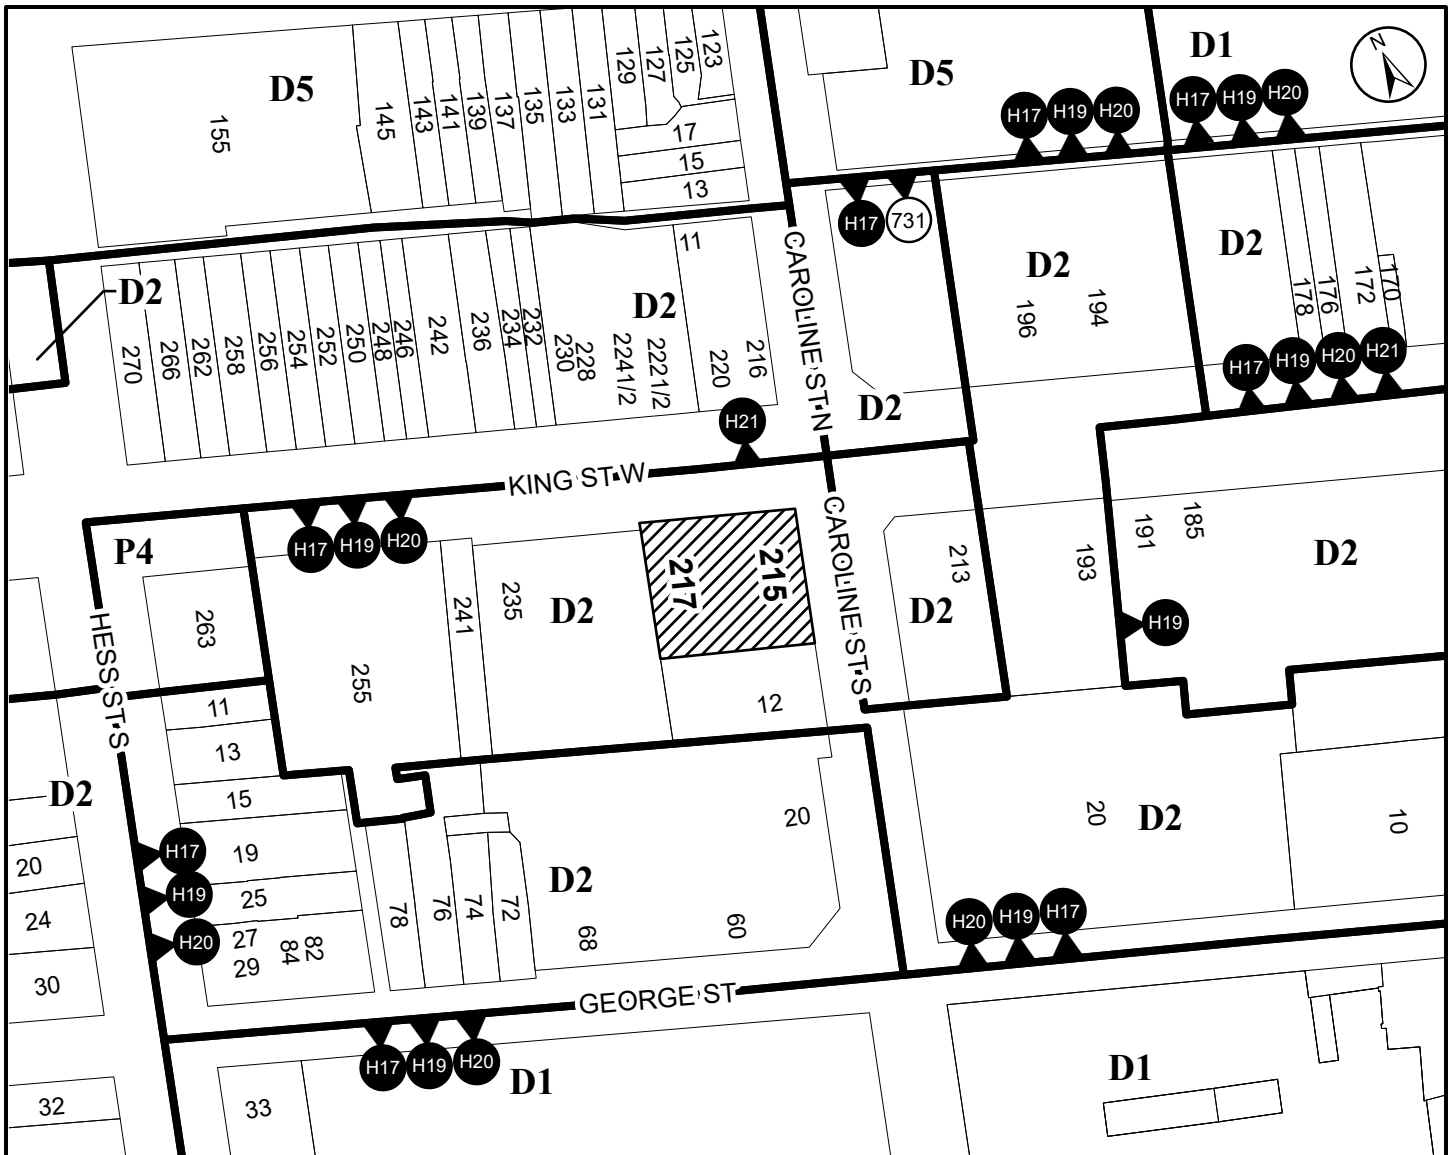 D5
155
145
143
141
139
137
135
133
131
129
127
125
123
17
15
13
D5
D1
N
H17
H19
H20
H17
H19
H20
H17
731
D2
196
194
D2
178
176
172
170
H17
H19
H20
H21
D2
270
266
262
258
256
254
252
250
248
246
242
236
234
232
230
228
D2
2241/2
2221/2
11
220
216
H21
CAROLINE ST N
D2
KING ST W
P4
H17
H19
H20
263
255
241
235
D2
217
215
12
CAROLINE ST S
213
D2
193
191
185
D2
H19
HESS ST S
11
13
15
19
25
27
29
84
82
D2
20
24
30
32
H17
H19
H20
78
76
74
72
D2
68
60
20
20
D2
10
H20
H19
H17
GEORGE ST
H17
H19
H20
D1
33
D1